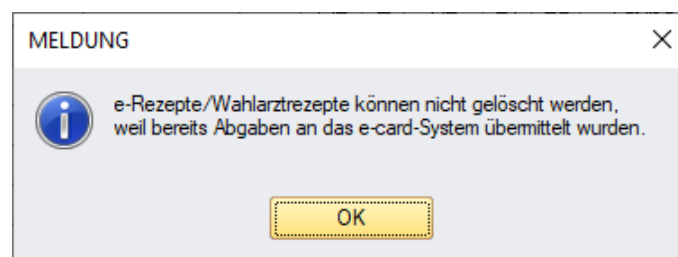 MELDUNG
e-Rezepte/Wahlarztrezepte können nicht gelöscht werden,
weil bereits Abgaben an das e-card-System übermittelt wurden.
OK